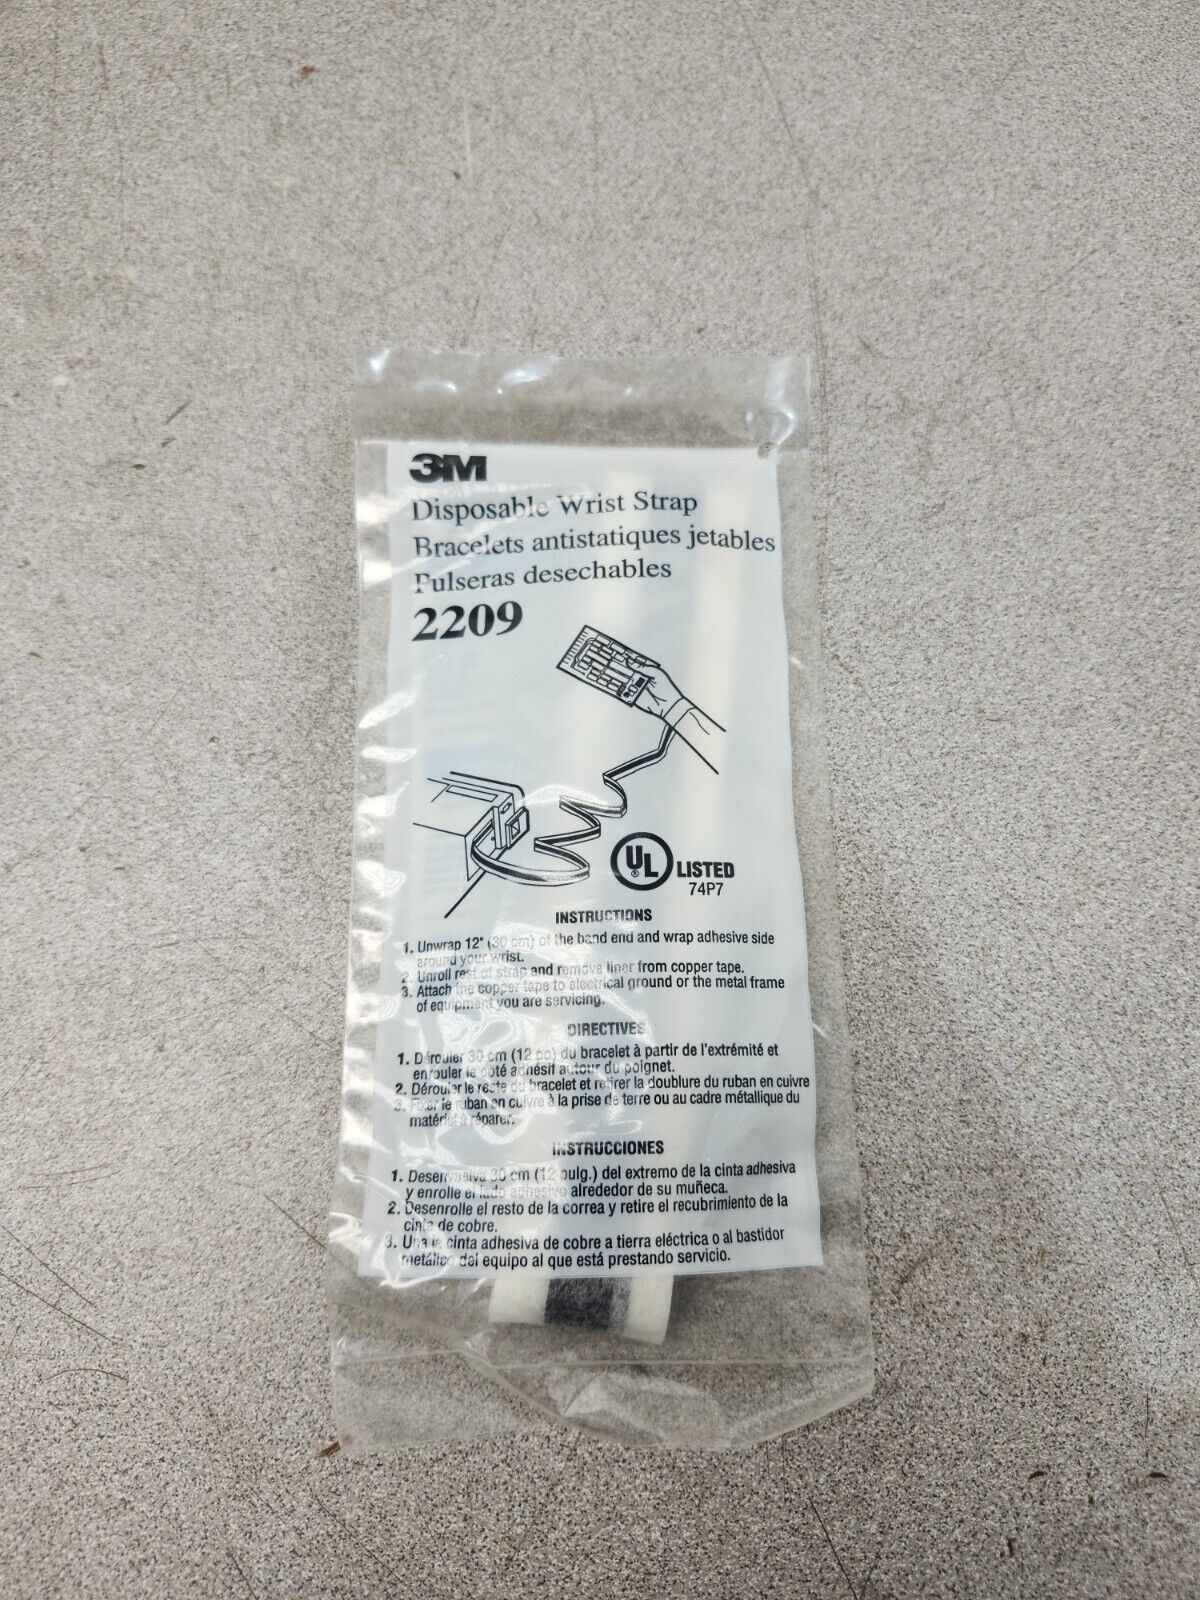 3M
Disposable Wrist Strap
Bracelets antistatiques jetables
Pulseras desechables
2209
UL LISTED
®
74P7
INSTRUCTIONS
1. Unwrap 12" (30 cm) of the band end and wrap adhesive side
around your wrist.
2. Unroll rest of strap and remove liner from copper tape.
3. Attach the copper tape to electrical ground or the metal frame
of equipment you are servicing.
DIRECTIVES
1. Dérouler 30 cm (12 po) du bracelet à partir de l'extrémité et
enrouler le coté adhésif autour du poignet.
2. Dérouler le reste du bracelet et retirer la doublure du ruban en cuivre
3. Fixer le ruban en cuivre à la prise de terre ou au cadre métallique du
matériel à réparer.
INSTRUCCIONES
1. Desenvuelva 30 cm (12 pulg.) del extremo de la cinta adhesiva
y enrolle el lado adhesivo alrededor de su muñeca.
2. Desenrolle el resto de la correa y retire el recubrimiento de la
cinta de cobre.
3. Una la cinta adhesiva de cobre a tierra eléctrica o al bastidor
metálico del equipo al que está prestando servicio.